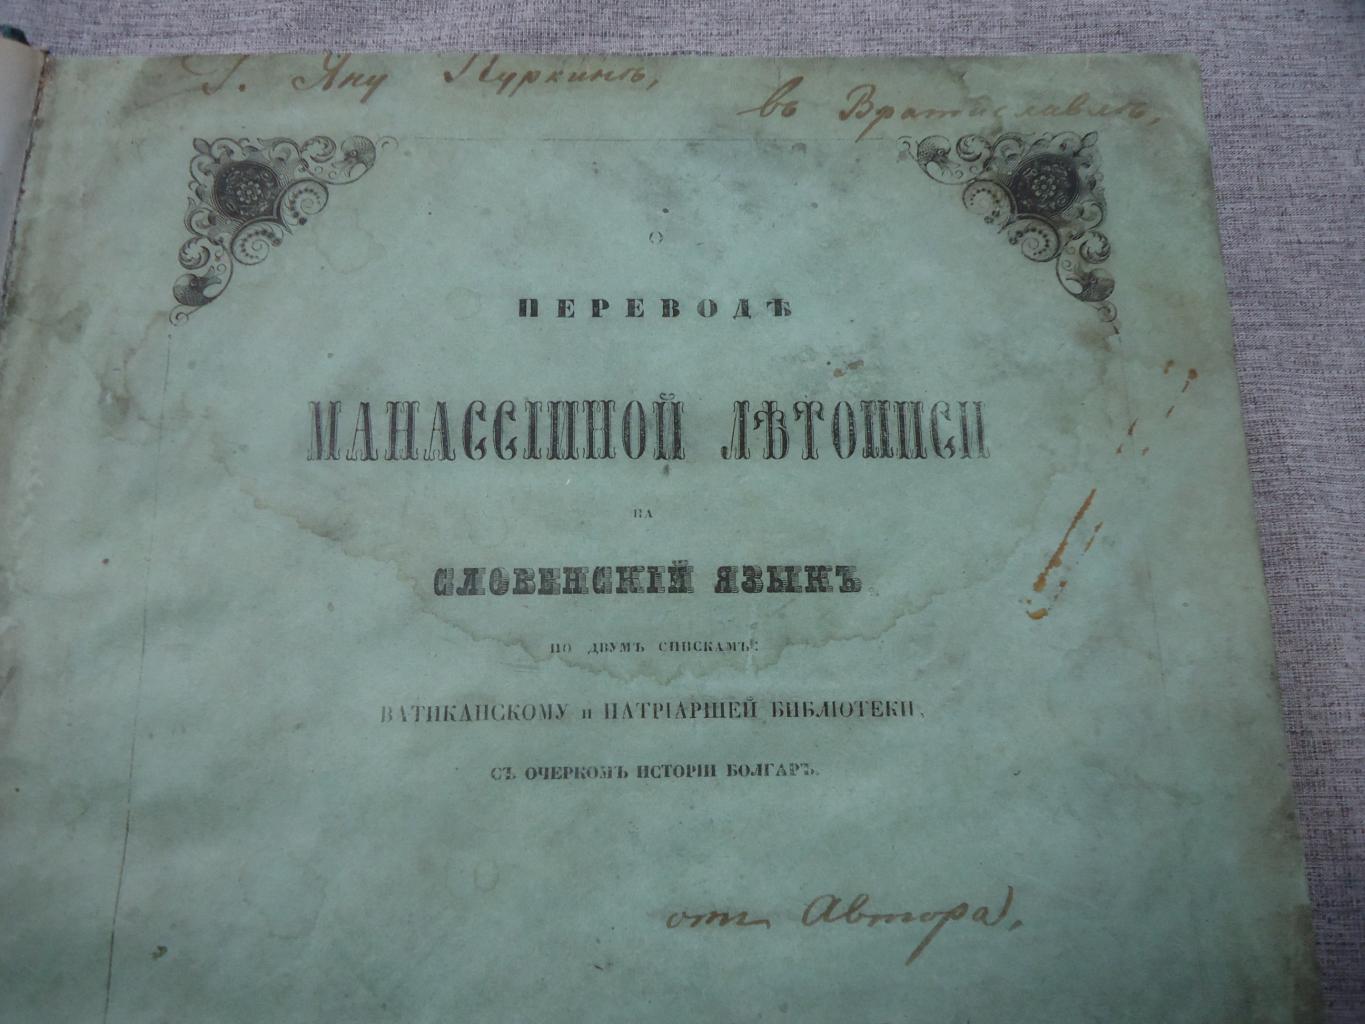 Г. Яну Пуркинѣ,
въ Вратиславлѣ,
О
ПЕРЕВОДѢ
МАНАССІИНОЙ ЛѢТОПИСИ
НА
СЛОВЕНСКІЙ ЯЗЫКЪ
ПО ДВУМЪ СПИСКАМЪ:
ВАТИКАНСКОМУ и ПАТРІАРШЕЙ БИБЛІОТЕКИ,
СЪ ОЧЕРКОМЪ ИСТОРІИ БОЛГАРЪ.
отъ Автора,